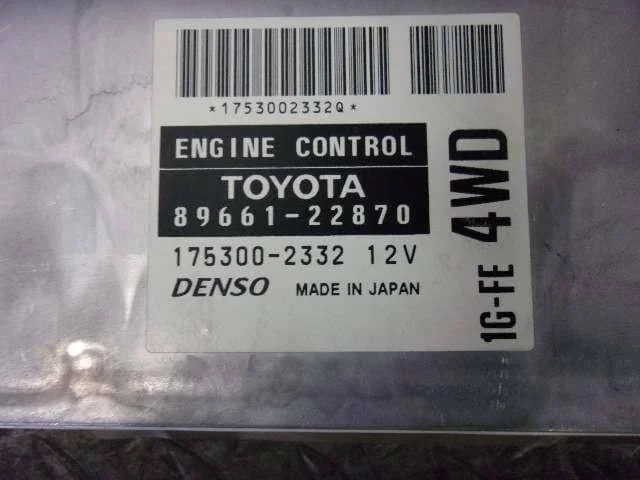 *1753002332Q*
ENGINE CONTROL
TOYOTA
89661-22870
175300-2332 12V
DENSO MADE IN JAPAN
1G-FE 4WD